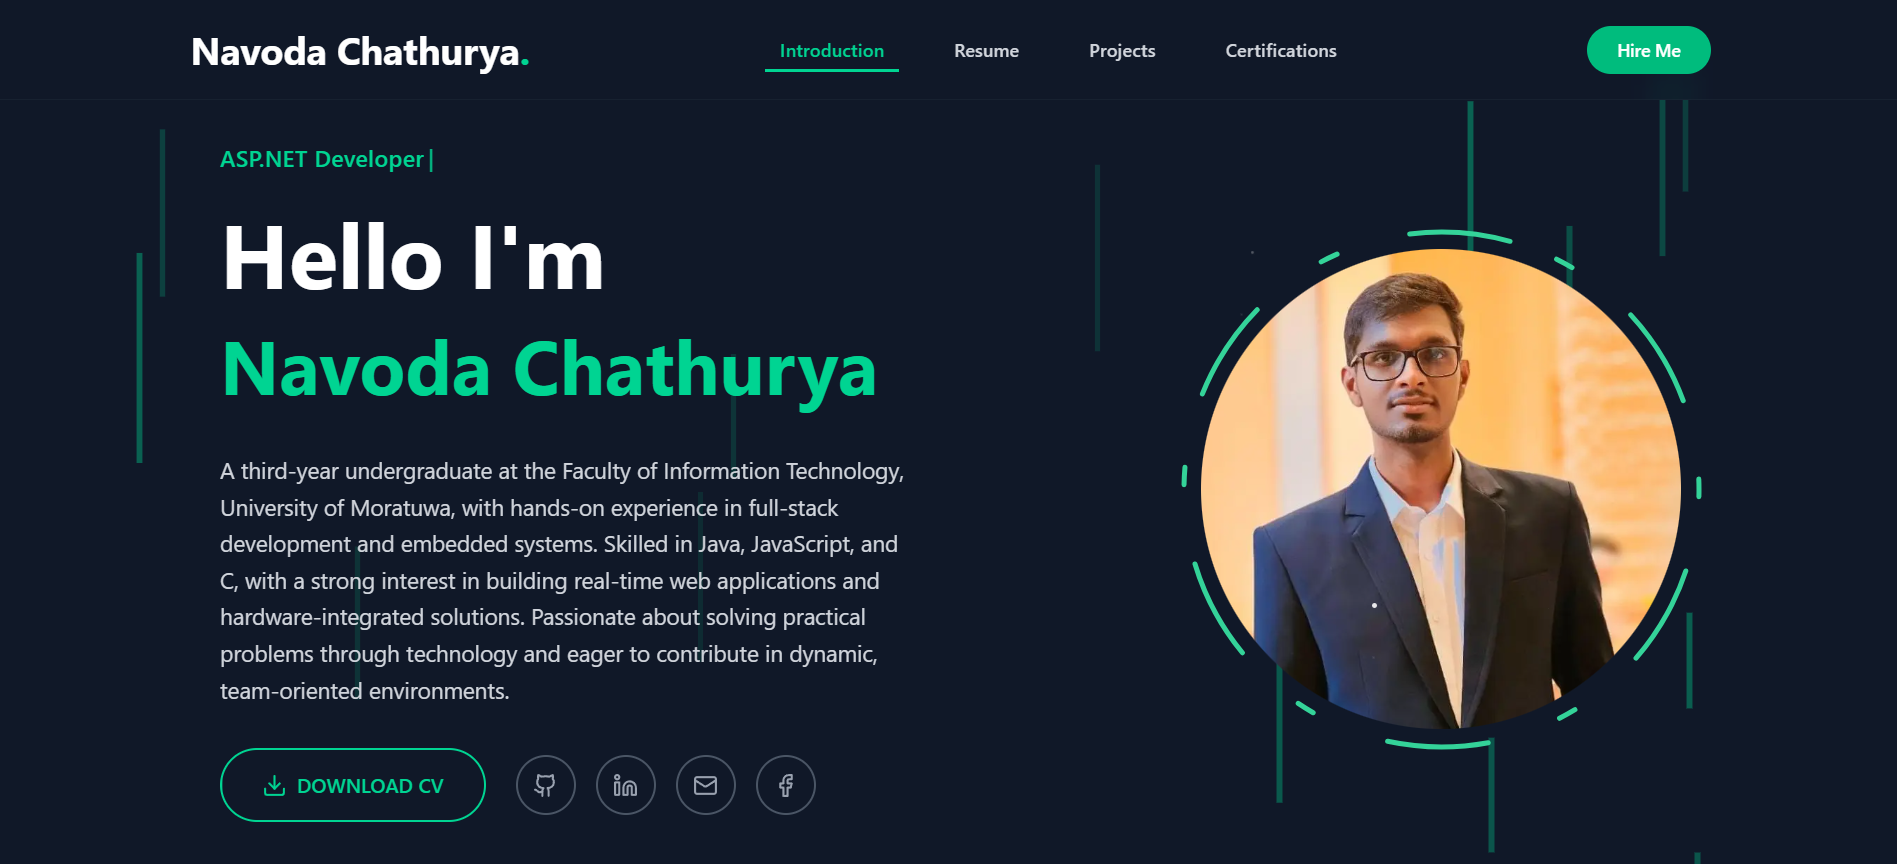 Navoda Chathurya.
Introduction
Resume
Projects
Certifications
Hire Me
ASP.NET Developer|
Hello I'm
Navoda Chathurya
A third-year undergraduate at the Faculty of Information Technology,
University of Moratuwa, with hands-on experience in full-stack
development and embedded systems. Skilled in Java, JavaScript, and
C, with a strong interest in building real-time web applications and
hardware-integrated solutions. Passionate about solving practical
problems through technology and eager to contribute in dynamic,
team-oriented environments.
DOWNLOAD CV